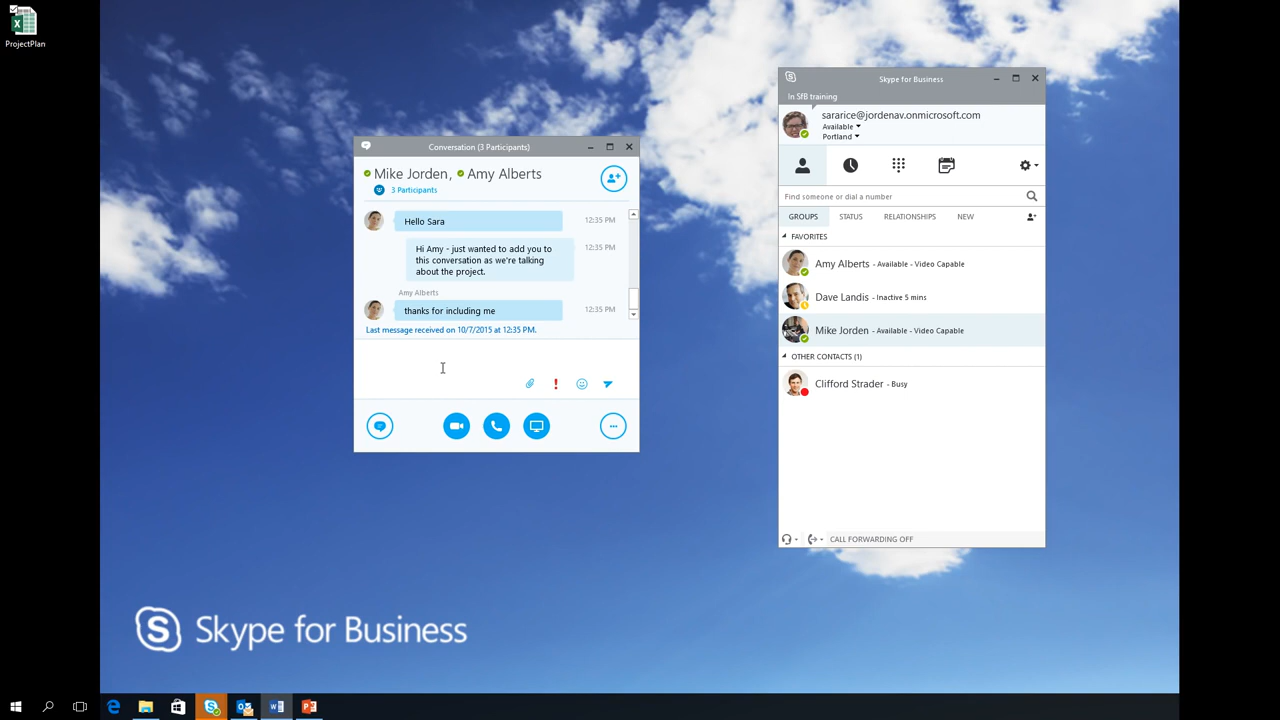 ProjectPlan
Conversation (3 Participants)
Mike Jorden, Amy Alberts
3 Participants
Hello Sara
12:35 PM
Hi Amy - just wanted to add you to
this conversation as we're talking
about the project.
12:35 PM
Amy Alberts
thanks for including me
12:35 PM
Last message received on 10/7/2015 at 12:35 PM.
Skype for Business
In SfB training
sararice@jordenav.onmicrosoft.com
Available
Portland
Find someone or dial a number
GROUPS STATUS RELATIONSHIPS NEW
FAVORITES
Amy Alberts - Available - Video Capable
Dave Landis - Inactive 5 mins
Mike Jorden - Available - Video Capable
OTHER CONTACTS (1)
Clifford Strader - Busy
CALL FORWARDING OFF
Skype for Business